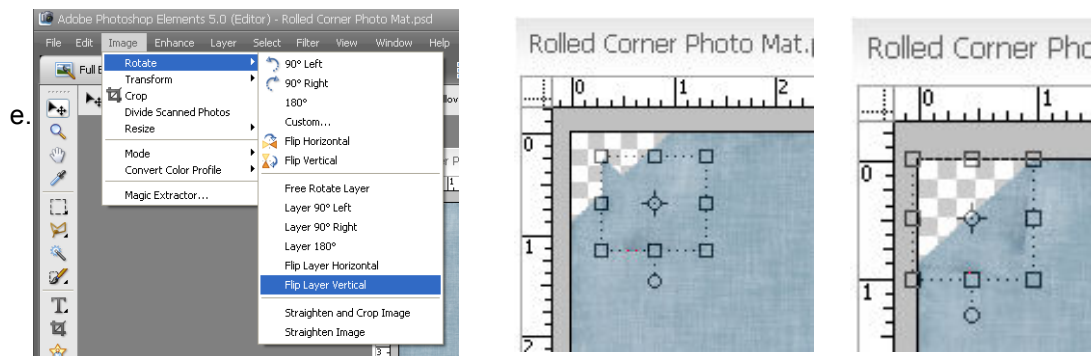 e.
Adobe Photoshop Elements 5.0 (Editor) - Rolled Corner Photo Mat.psd
File Edit Image Enhance Layer Select Filter View Window Help
Full
Rotate
Transform
Crop
Divide Scanned Photos
Resize
Mode
Convert Color Profile
Magic Extractor...
90° Left
90° Right
180°
Custom...
Flip Horizontal
Flip Vertical
Free Rotate Layer
Layer 90° Left
Layer 90° Right
Layer 180°
Flip Layer Horizontal
Flip Layer Vertical
Straighten and Crop Image
Straighten Image
3
Rolled Corner Photo Mat.
0 1 2
0
1
2
Rolled Corner Pho
0 1
0
1